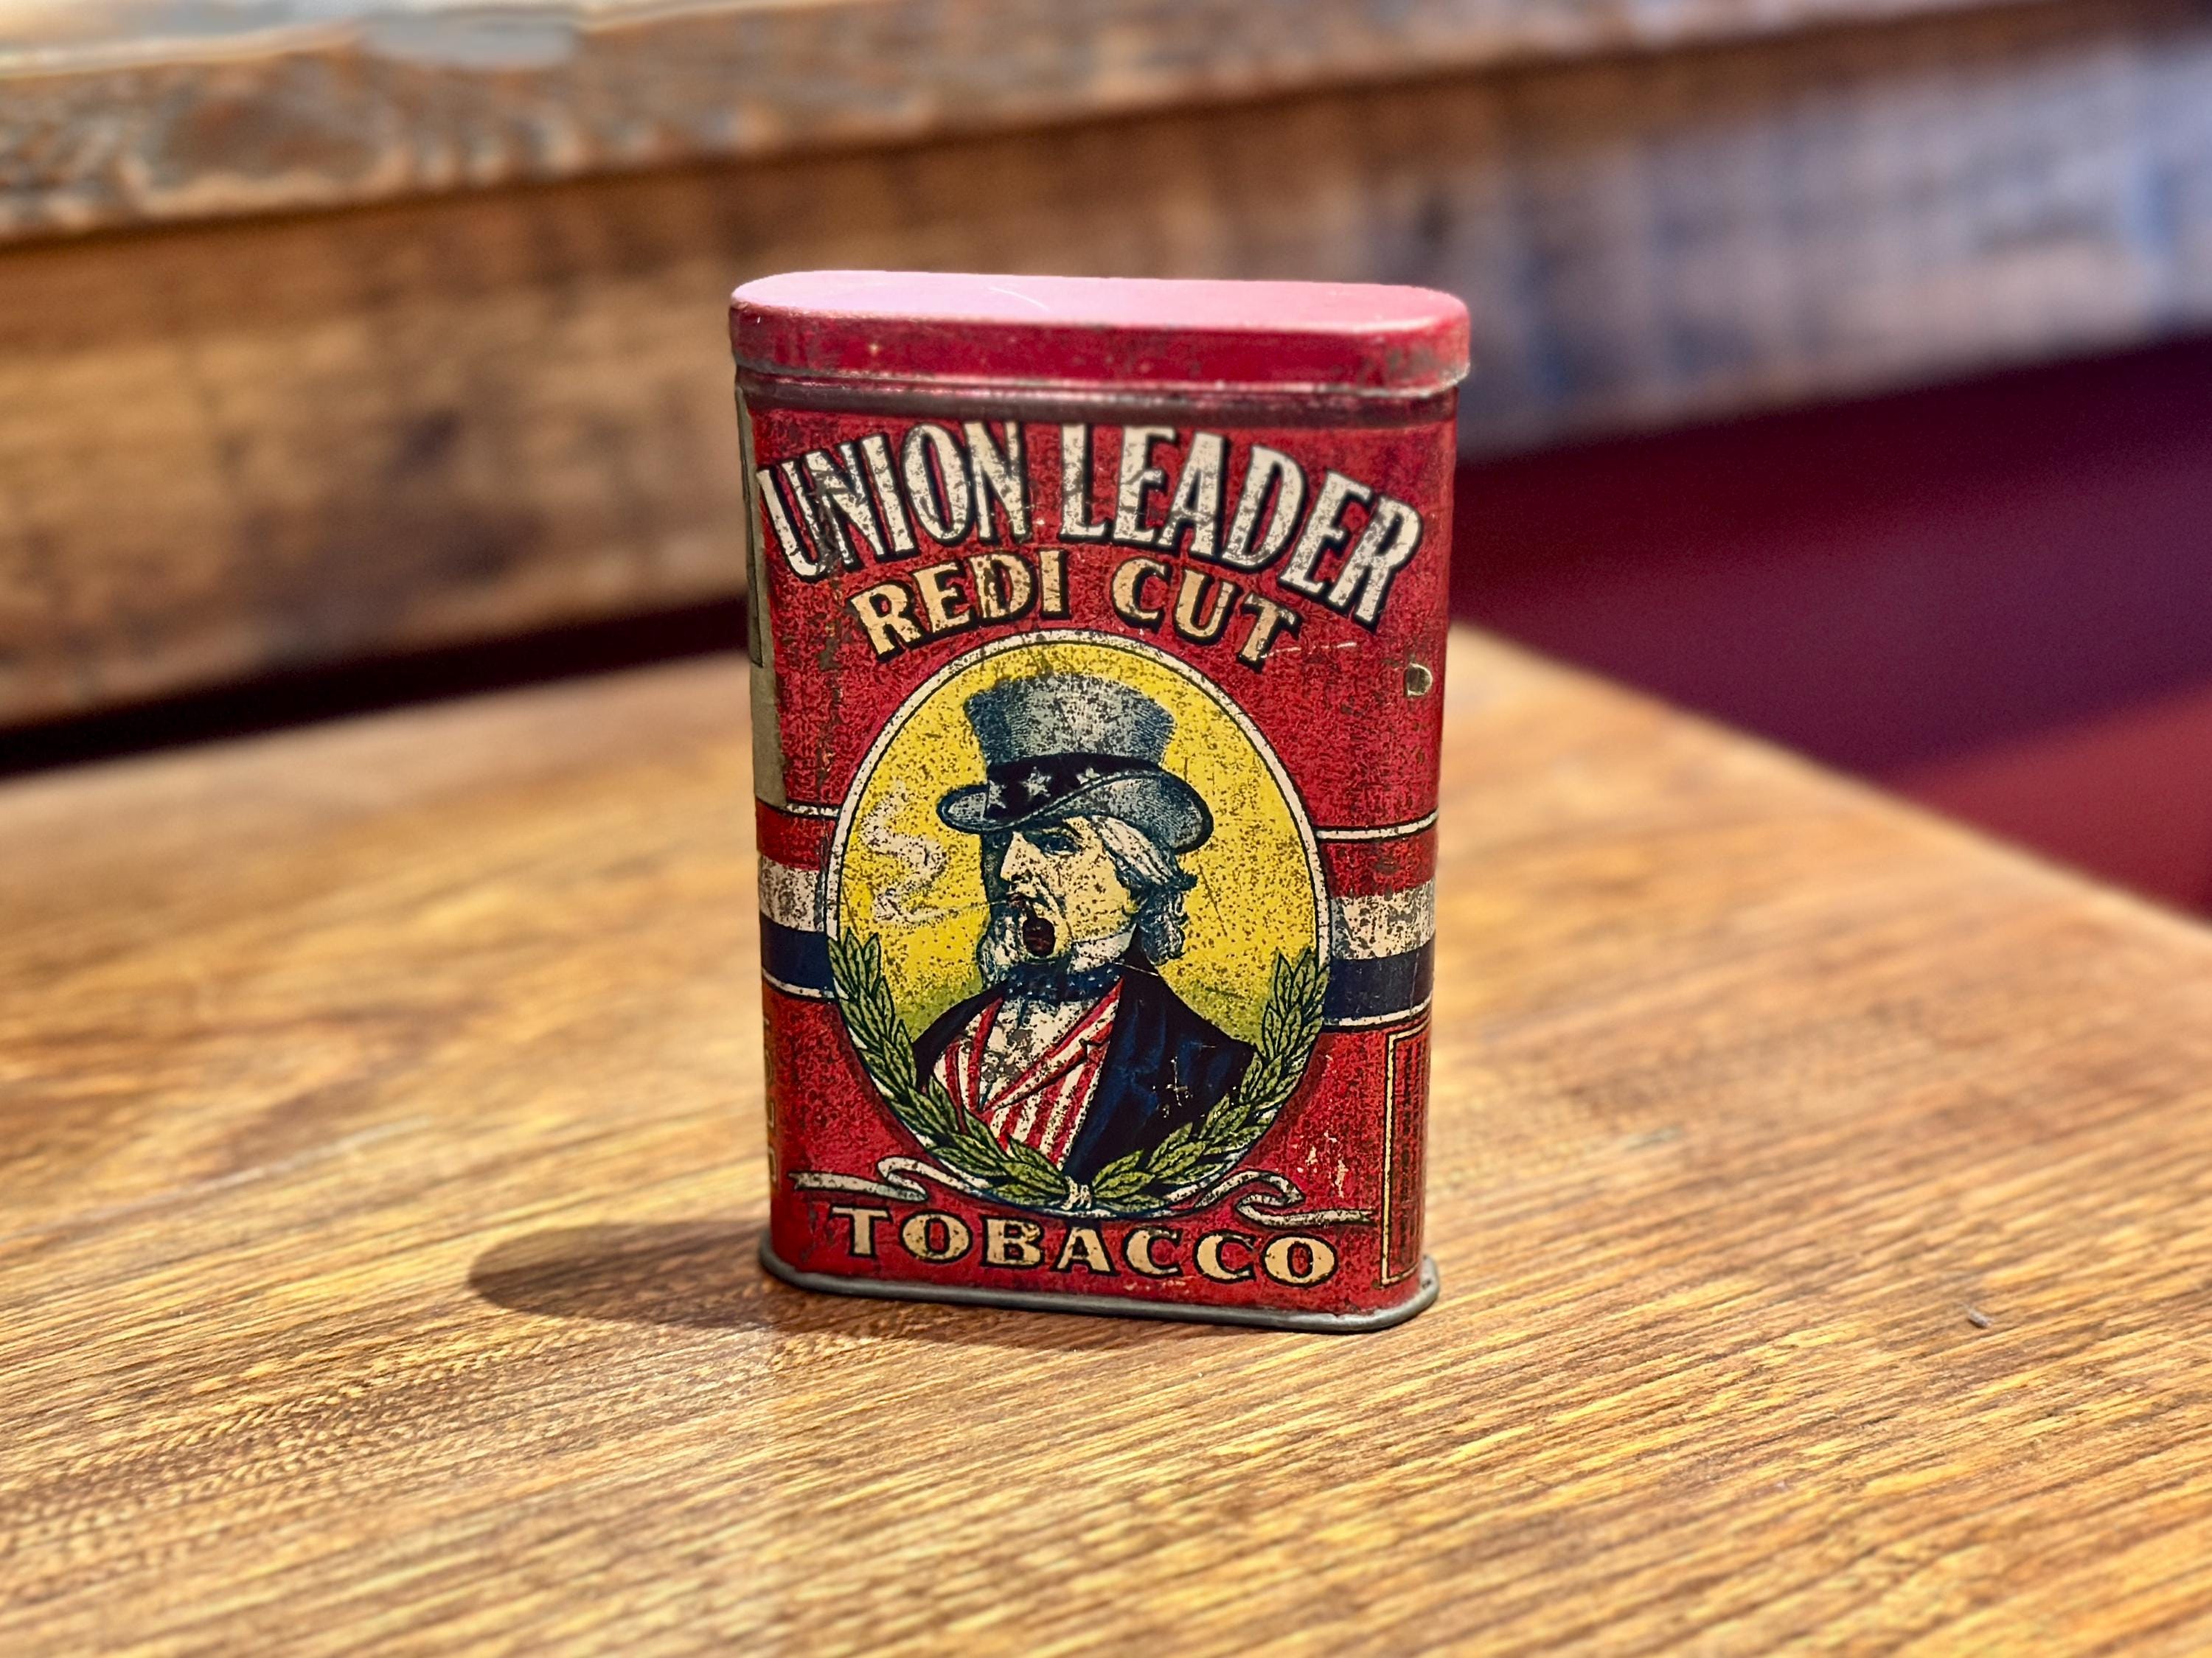 UNION LEADER
REDI CUT
TOBACCO